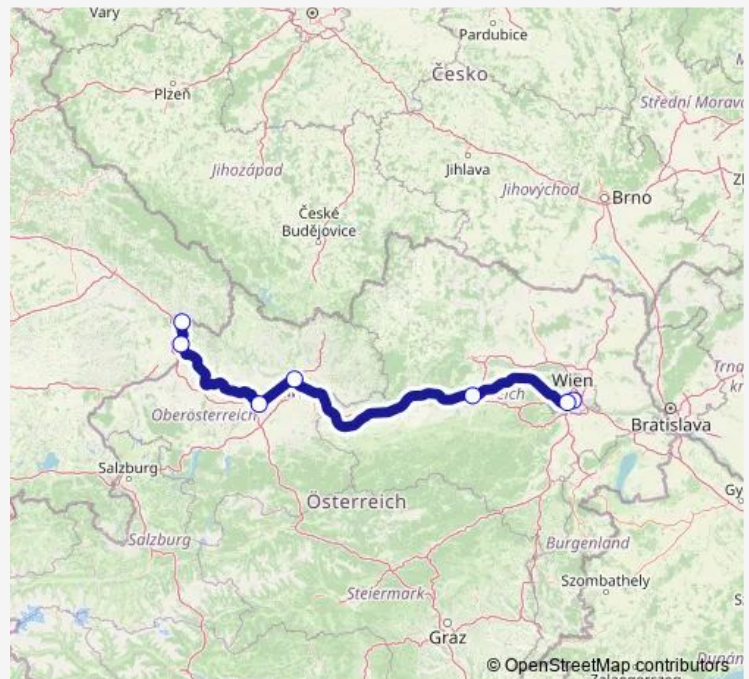 Vary
Pardubice
Česko
Plzeň
Střední Morava
Jihlava
Jihozápad
Jihovýchod
Brno
České
Budějovice
Wien
Oberösterreich
Bratislava
Salzburg
Österreich
Salzburg
Burgenland
Szombathely
Steiermark
Graz
© OpenStreetMap contributors